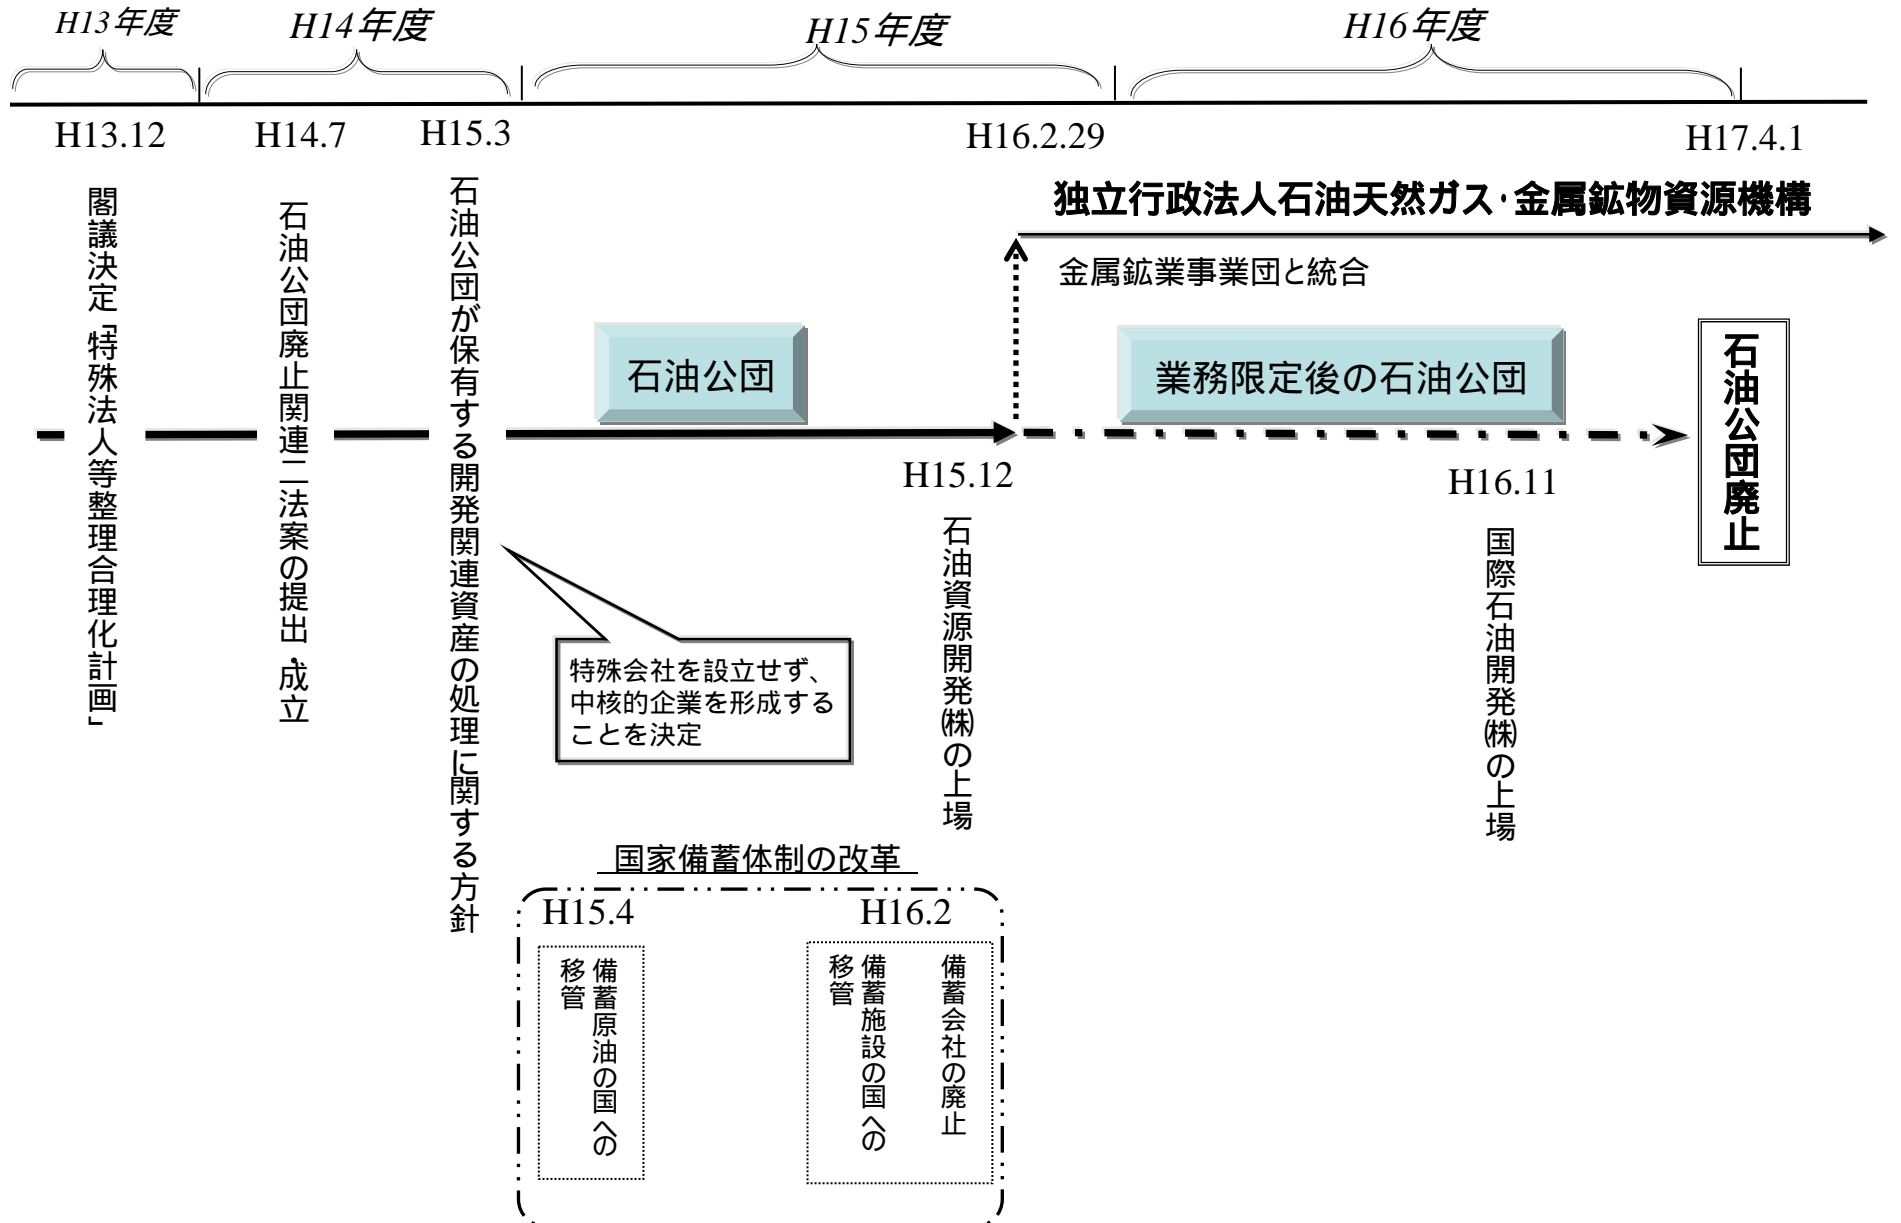 H13年度
H14年度
H15年度
H16年度
H13.12
H14.7
H15.3
H16.2.29
H17.4.1
閣議決定「特殊法人等整理合理化計画」
石油公団廃止関連二法案の提出・成立
石油公団が保有する開発関連資産の処理に関する方針
独立行政法人石油天然ガス・金属鉱物資源機構
金属鉱業事業団と統合
石油公団
業務限定後の石油公団
石油公団廃止
H15.12
石油資源開発㈱の上場
H16.11
国際石油開発㈱の上場
特殊会社を設立せず、
中核的企業を形成する
ことを決定
国家備蓄体制の改革
H15.4
備蓄原油の国への
移管
H16.2
備蓄会社の廃止
備蓄施設の国への
移管